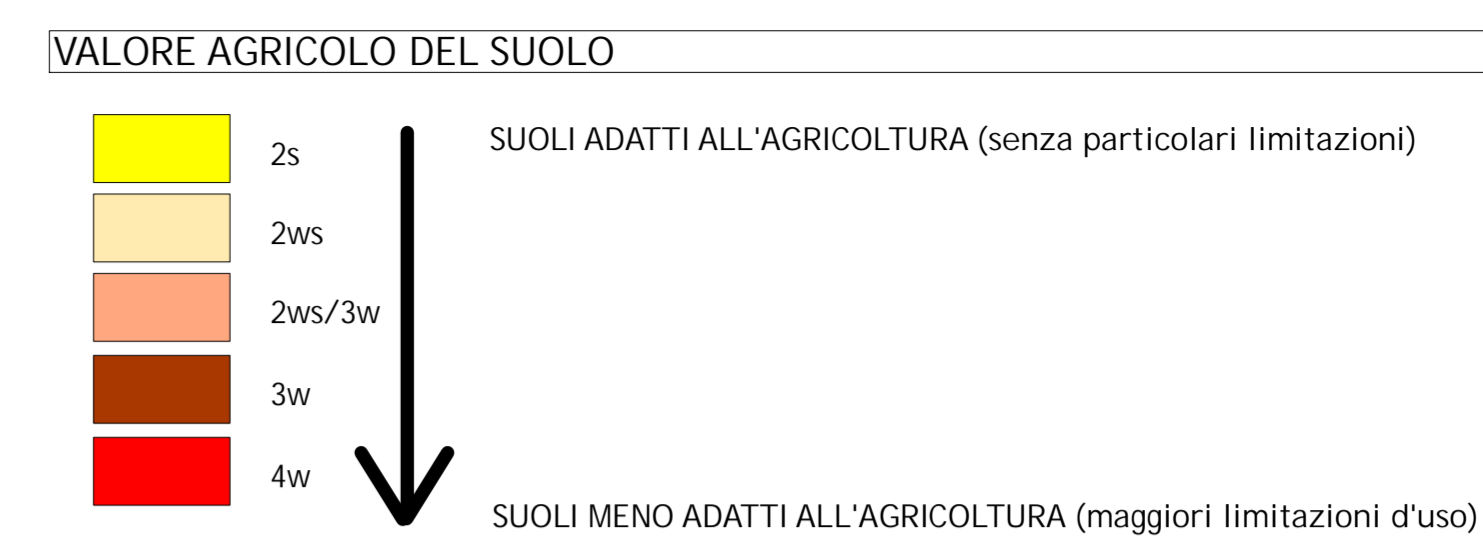 VALORE AGRICOLO DEL SUOLO
2s
SUOLI ADATTI ALL'AGRICOLTURA (senza particolari limitazioni)
2ws
2ws/3w
3w
4w
SUOLI MENO ADATTI ALL'AGRICOLTURA (maggiori limitazioni d'uso)